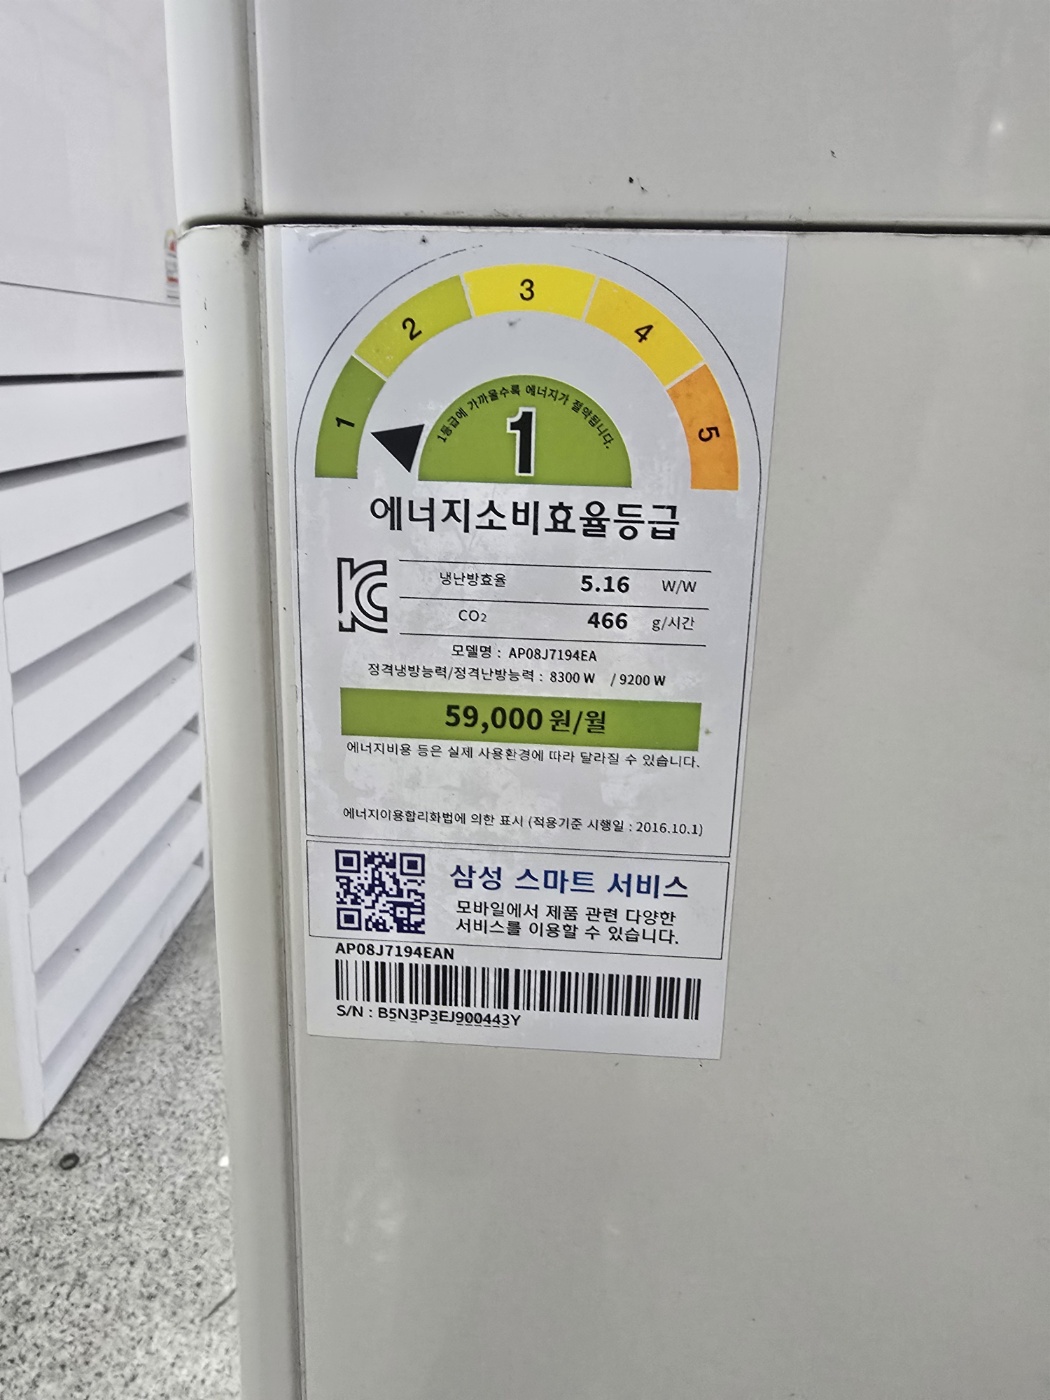 1 2 3 4 5
1등급에 가까울수록 에너지가 절약됩니다.
1
에너지소비효율등급
냉난방효율 5.16 W/W
CO₂ 466 g/시간
모델명 : AP08J7194EA
정격냉방능력/정격난방능력 : 8300 W / 9200 W
59,000 원/월
에너지비용 등은 실제 사용환경에 따라 달라질 수 있습니다.
에너지이용합리화법에 의한 표시 (적용기준 시행일 : 2016.10.1)
삼성 스마트 서비스
모바일에서 제품 관련 다양한
서비스를 이용할 수 있습니다.
AP08J7194EAN
S/N : B5N3P3EJ900443Y